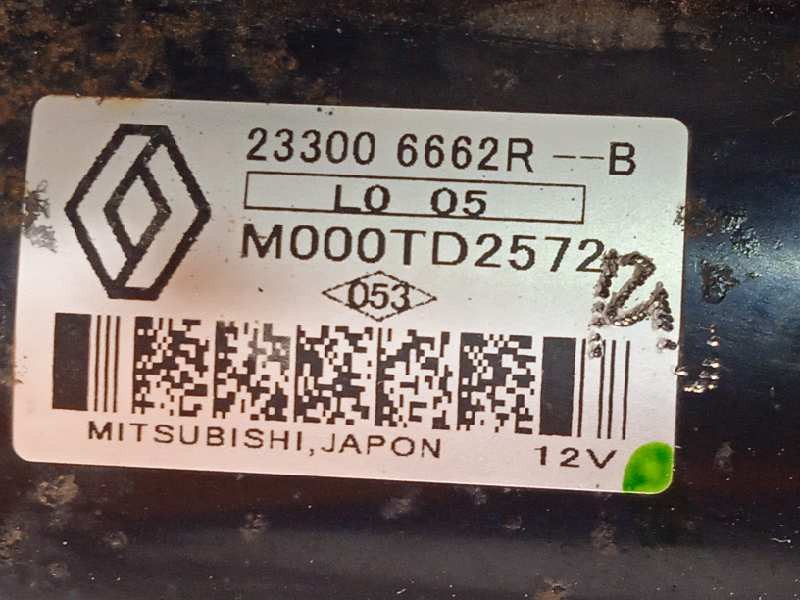 23300 6662R --B
L0 05
M000TD2572
053
MITSUBISHI, JAPON
12V